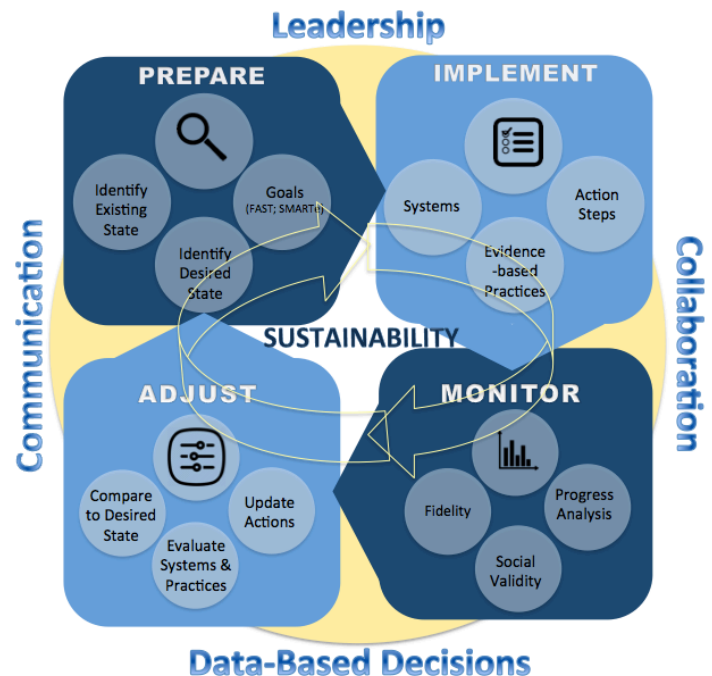 Leadership
PREPARE
IMPLEMENT
Identify
Existing
State
Goals
(FAST; SMARTe)
Identify
Desired
State
Systems
Action
Steps
Evidence
-based
Practices
Communication
Collaboration
SUSTAINABILITY
ADJUST
MONITOR
Compare
to Desired
State
Update
Actions
Evaluate
Systems &
Practices
Fidelity
Progress
Analysis
Social
Validity
Data-Based Decisions